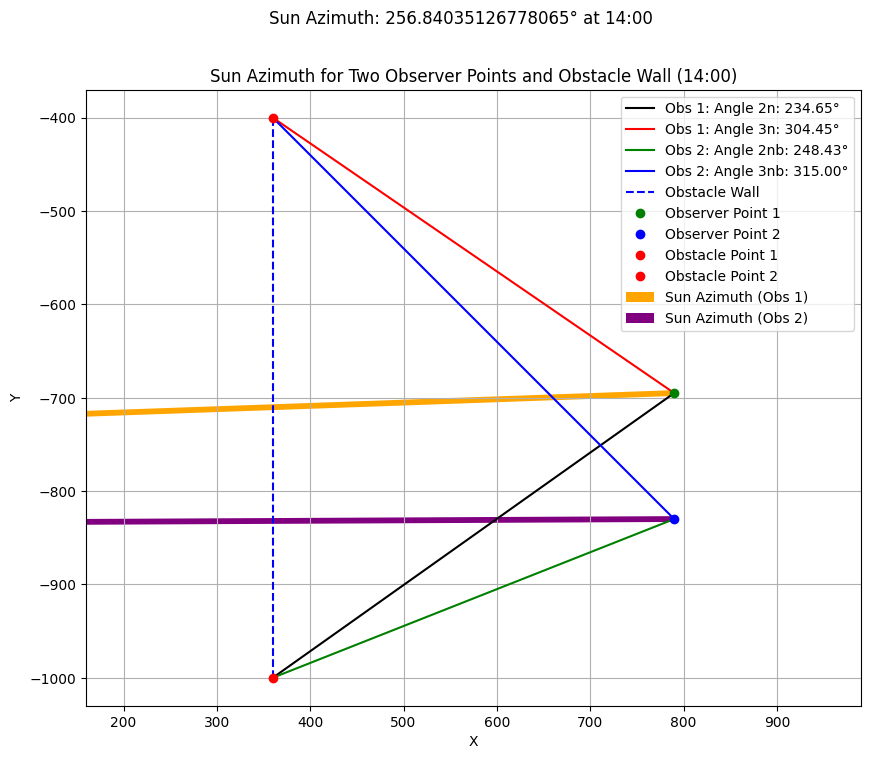 Sun Azimuth: 256.84035126778065° at 14:00
Sun Azimuth for Two Observer Points and Obstacle Wall (14:00)
Obs 1: Angle 2n: 234.65°
Obs 1: Angle 3n: 304.45°
Obs 2: Angle 2nb: 248.43°
Obs 2: Angle 3nb: 315.00°
Obstacle Wall
Observer Point 1
Observer Point 2
Obstacle Point 1
Obstacle Point 2
Sun Azimuth (Obs 1)
Sun Azimuth (Obs 2)
Y
−400
−500
−600
−700
−800
−900
−1000
200
300
400
500
600
700
800
900
X